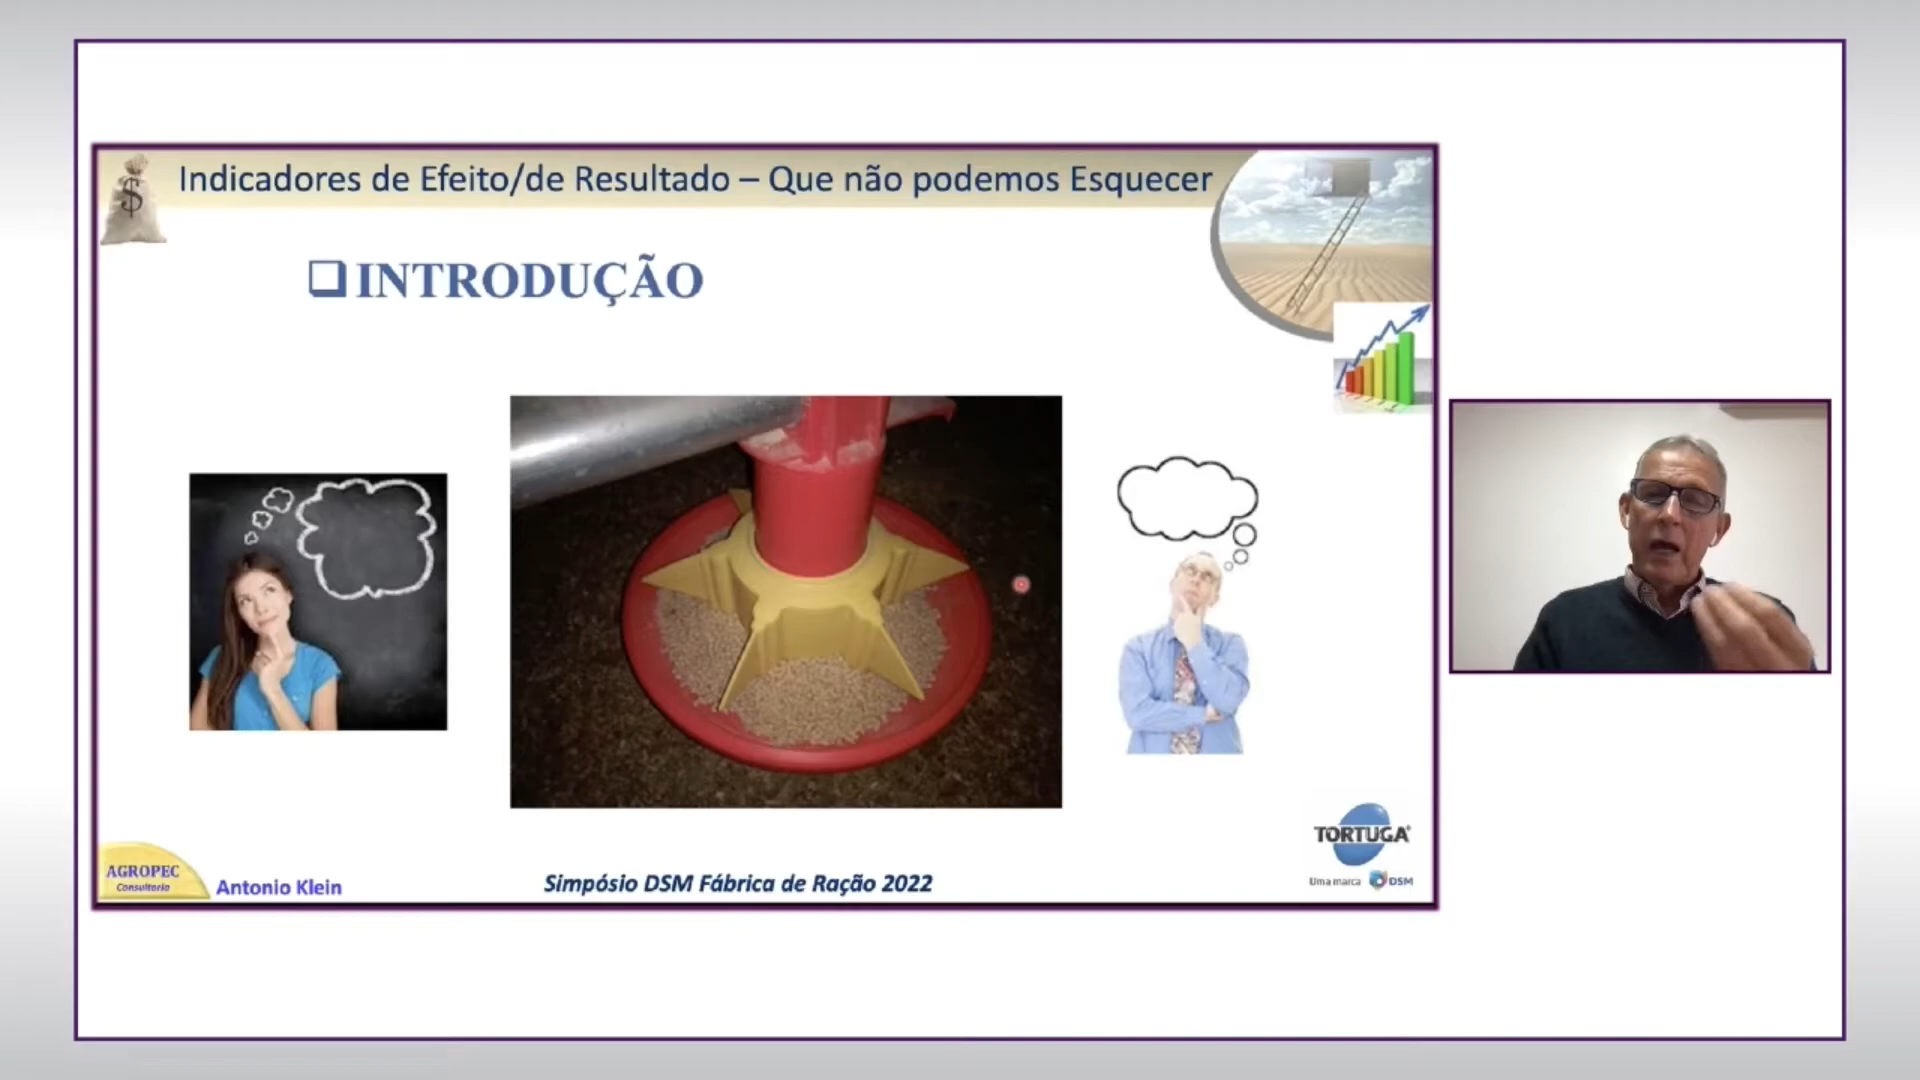 Indicadores de Efeito/de Resultado – Que não podemos Esquecer
$
INTRODUÇÃO
AGROPEC
Consultoria
Antonio Klein
Simpósio DSM Fábrica de Ração 2022
TORTUGA®
Uma marca DSM